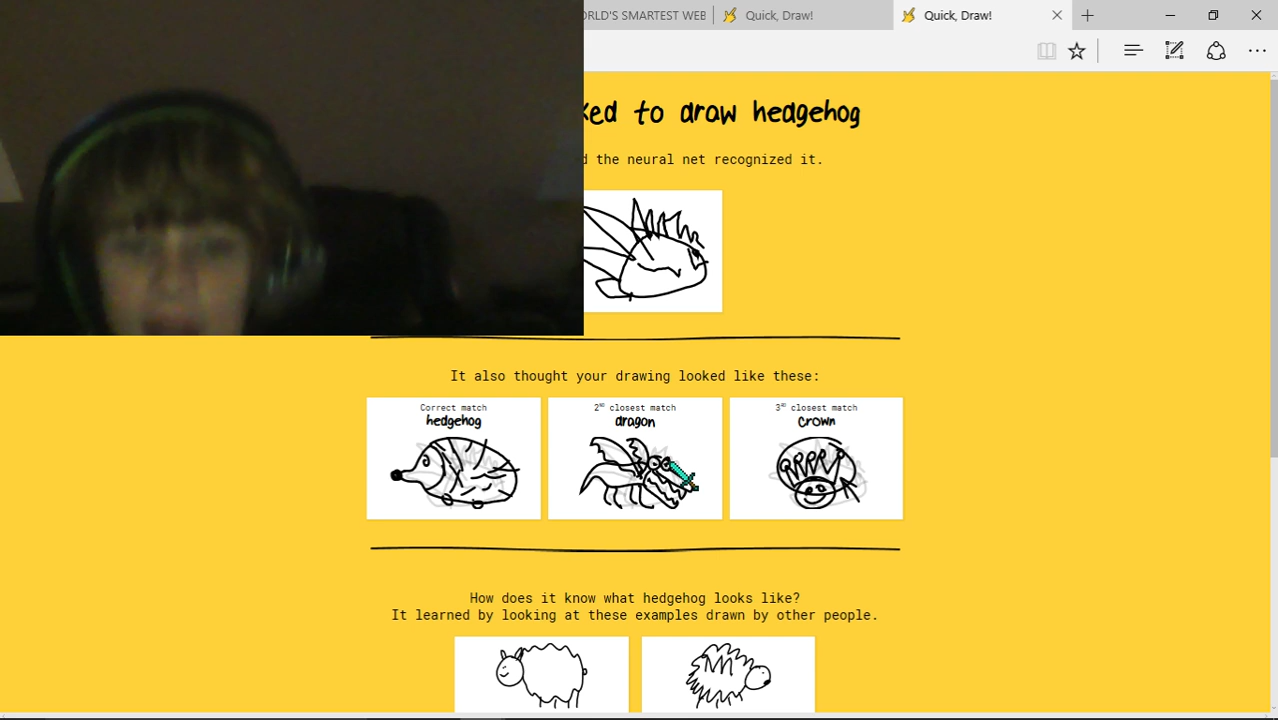 ORLD'S SMARTEST WEB
Quick, Draw!
Quick, Draw!
ked to draw hedgehog
d the neural net recognized it.
It also thought your drawing looked like these:
Correct match
hedgehog
2ND closest match
dragon
3RD closest match
crown
How does it know what hedgehog looks like?
It learned by looking at these examples drawn by other people.